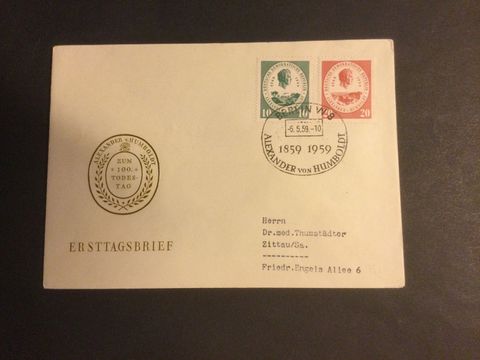 10
10
20
BERLIN W8
-6.5.59.-10
1859 1959
ALEXANDER VON HUMBOLDT
ALEXANDER V. HUMBOLDT
ZUM
100.
TODES-
TAG
ERSTTAGSBRIEF
Herrn
Dr.med.Thumstädter
Zittau/Sa.
----------
Friedr.Engels Allee 6